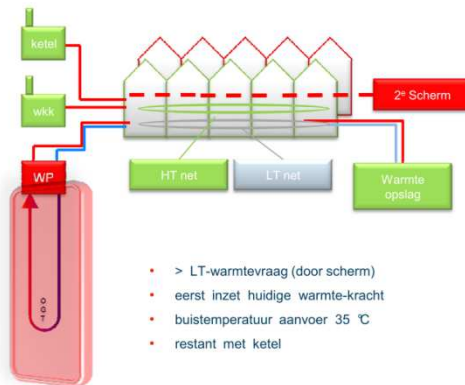 ketel
wkk
2e Scherm
WP
HT net
LT net
Warmte
opslag
OGT
• > LT-warmtevraag (door scherm)
• eerst inzet huidige warmte-kracht
• buistemperatuur aanvoer 35 °C
• restant met ketel